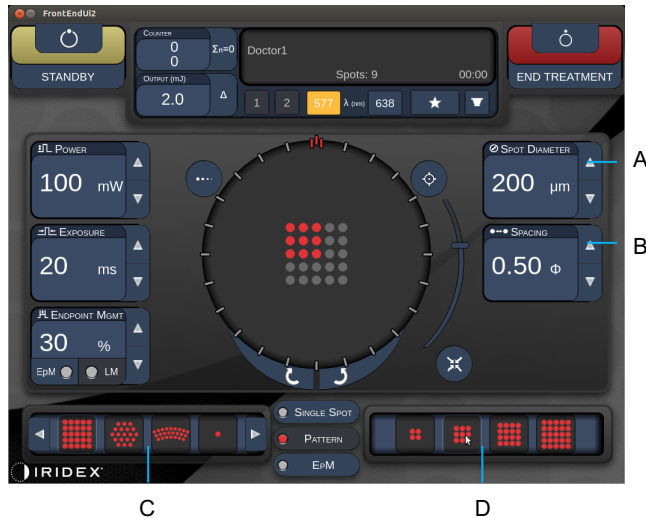 FrontEndUi2
STANDBY
COUNTER
0
0
Σn=0
OUTPUT (mJ)
2.0
Δ
Doctor1
Spots: 9
00:00
1 2 577 λ (nm) 638
END TREATMENT
POWER
100 mW
EXPOSURE
20 ms
ENDPOINT MGMT
30 %
EpM
LM
SPOT DIAMETER
200 µm
A
SPACING
0.50 Φ
B
SINGLE SPOT
PATTERN
EPM
IRIDEX
C
D